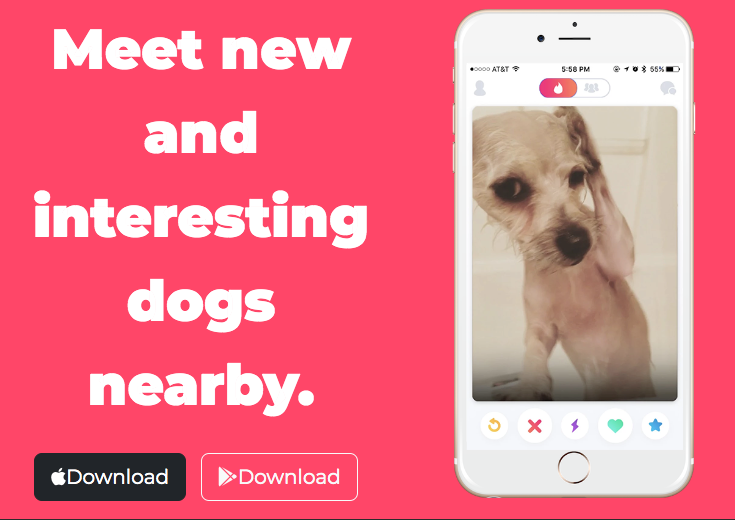 Meet new
and
interesting
dogs
nearby.
Download
Download
AT&T
5:58 PM
55%